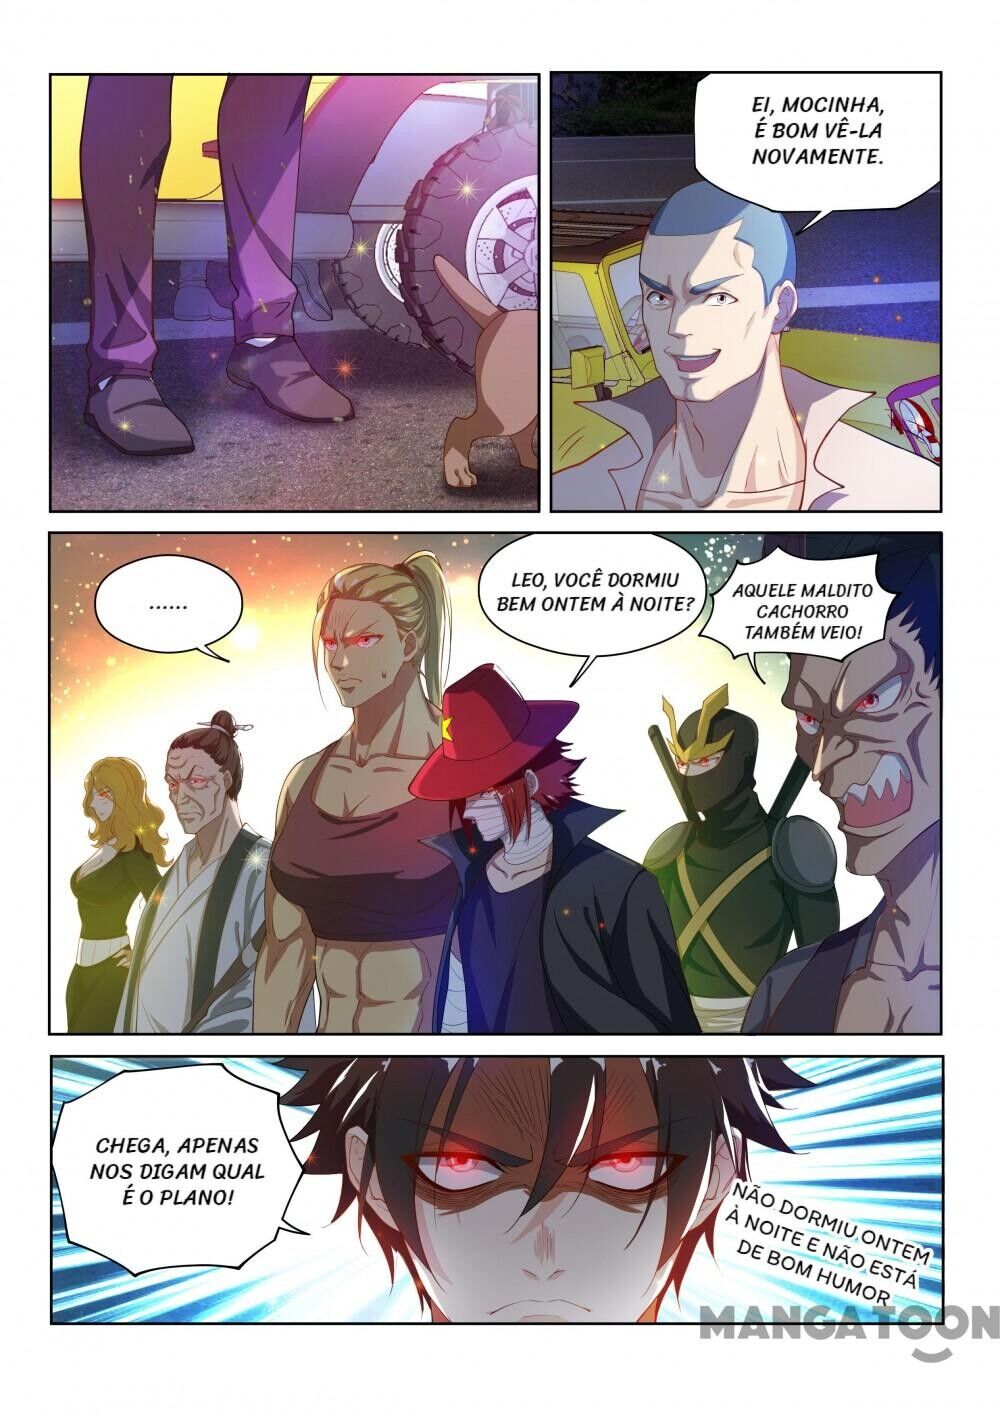 EI, MOCINHA,
É BOM VÊ-LA
NOVAMENTE.
......
LEO, VOCÊ DORMIU
BEM ONTEM À NOITE?
AQUELE MALDITO
CACHORRO
TAMBÉM VEIO!
CHEGA, APENAS
NOS DIGAM QUAL
É O PLANO!
NÃO DORMIU ONTEM
À NOITE E NÃO ESTÁ
DE BOM HUMOR
MANGATOON